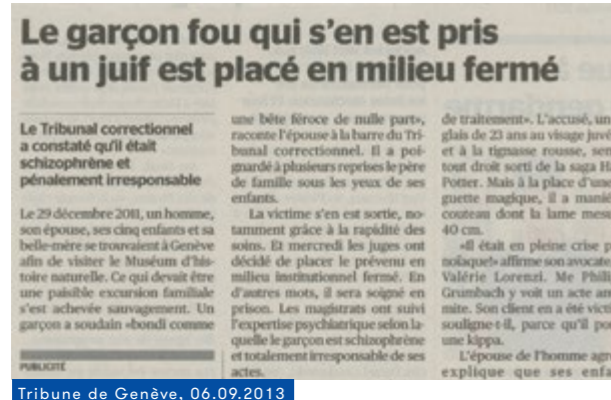 Le garçon fou qui s'en est pris
à un juif est placé en milieu fermé
Le Tribunal correctionnel
a constaté qu'il était
schizophrène et
pénalement irresponsable
Le 29 décembre 2011, un homme,
son épouse, ses cinq enfants et sa
belle-mère se trouvaient à Genève
afin de visiter le Muséum d'his-
toire naturelle. Ce qui devait être
une paisible excursion familiale
s'est achevée sauvagement. Un
garçon a soudain «bondi comme
PUBLICITÉ
une bête féroce de nulle part»,
raconte l'épouse à la barre du Tri-
bunal correctionnel. Il a poi-
gnardé à plusieurs reprises le père
de famille sous les yeux de ses
enfants.
La victime s'en est sortie, no-
tamment grâce à la rapidité des
soins. Et mercredi les juges ont
décidé de placer le prévenu en
milieu institutionnel fermé. En
d'autres mots, il sera soigné en
prison. Les magistrats ont suivi
l'expertise psychiatrique selon la-
quelle le garçon est schizophrène
et totalement irresponsable de ses
actes.
de traitement». L'accusé, un
glais de 23 ans au visage juvé
et à la tignasse rousse, sem
tout droit sorti de la saga Ha
Potter. Mais à la place d'une
guette magique, il a manié
couteau dont la lame mesu
40 cm.
«Il était en pleine crise p
noïaque!» affirme son avocate
Valérie Lorenzi. Me Phili
Grumbach y voit un acte an
mite. Son client en a été victi
souligne-t-il, parce qu'il por
une kippa.
L'épouse de l'homme agre
explique que ses enfa
Tribune de Genève, 06.09.2013